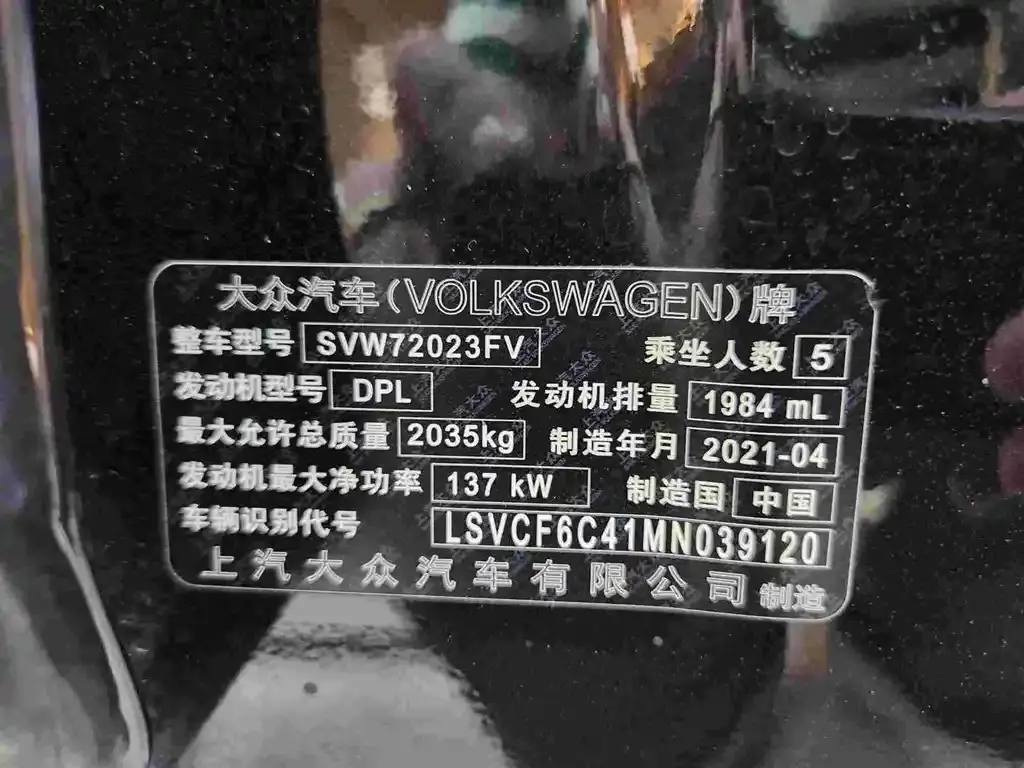 大众汽车(VOLKSWAGEN)牌
整车型号 SVW72023FV 乘坐人数 5
发动机型号 DPL 发动机排量 1984 mL
最大允许总质量 2035kg 制造年月 2021-04
发动机最大净功率 137 kW 制造国 中国
车辆识别代号 LSVCF6C41MN039120
上汽大众汽车有限公司 制造